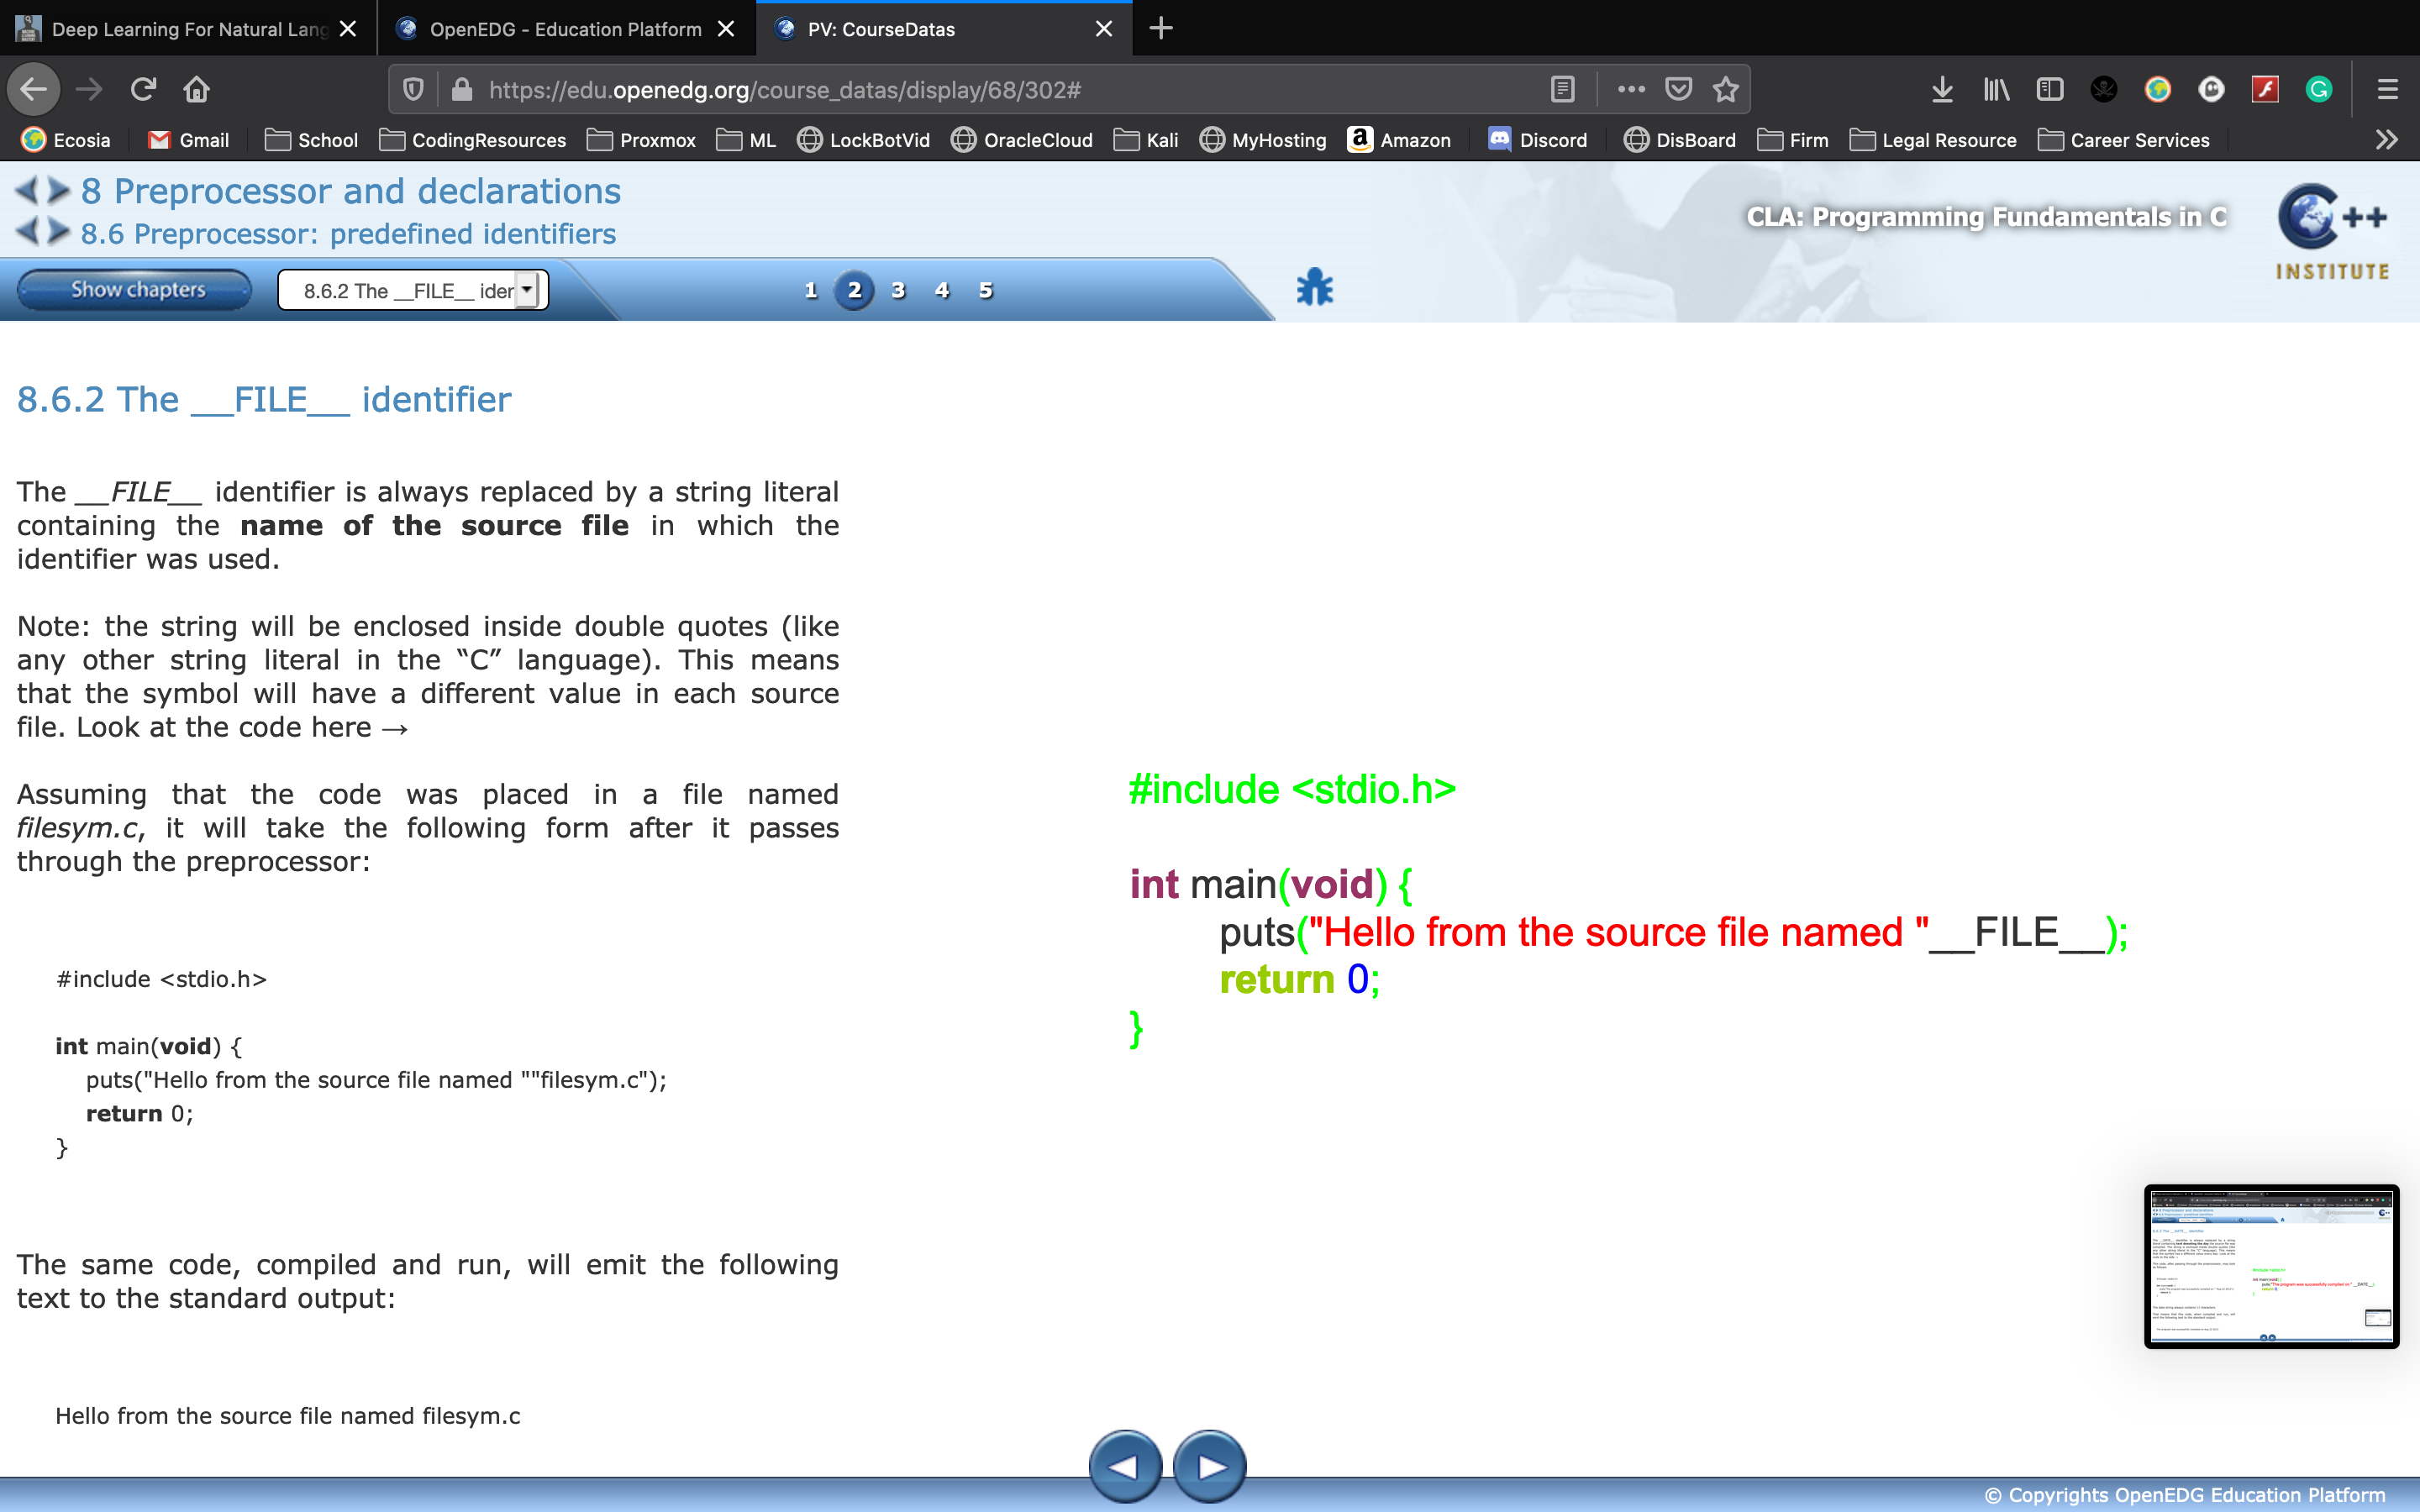 Deep Learning For Natural Lang
OpenEDG - Education Platform
PV: CourseDatas
https://edu.openedg.org/course_datas/display/68/302#
Ecosia Gmail School CodingResources Proxmox ML LockBotVid OracleCloud Kali MyHosting Amazon Discord DisBoard Firm Legal Resource Career Services
8 Preprocessor and declarations
8.6 Preprocessor: predefined identifiers
CLA: Programming Fundamentals in C
C++
INSTITUTE
Show chapters
8.6.2 The __FILE__ iden
1 2 3 4 5
8.6.2 The __FILE__ identifier
The __FILE__ identifier is always replaced by a string literal
containing the name of the source file in which the
identifier was used.
Note: the string will be enclosed inside double quotes (like
any other string literal in the “C” language). This means
that the symbol will have a different value in each source
file. Look at the code here →
Assuming that the code was placed in a file named
filesym.c, it will take the following form after it passes
through the preprocessor:
#include <stdio.h>
int main(void) {
puts("Hello from the source file named ""filesym.c");
return 0;
}
The same code, compiled and run, will emit the following
text to the standard output:
Hello from the source file named filesym.c
#include <stdio.h>
int main(void) {
puts("Hello from the source file named "__FILE__);
return 0;
}
© Copyrights OpenEDG Education Platform